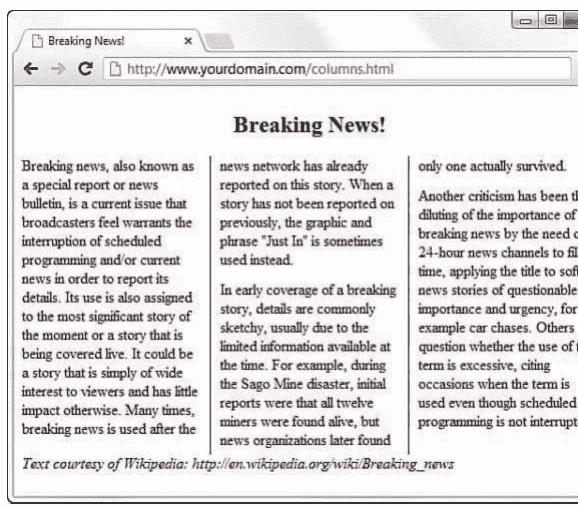 Breaking News!
http://www.yourdomain.com/columns.html
Breaking News!
Breaking news, also known as
a special report or news
bulletin, is a current issue that
broadcasters feel warrants the
interruption of scheduled
programming and/or current
news in order to report its
details. Its use is also assigned
to the most significant story of
the moment or a story that is
being covered live. It could be
a story that is simply of wide
interest to viewers and has little
impact otherwise. Many times,
breaking news is used after the
news network has already
reported on this story. When a
story has not been reported on
previously, the graphic and
phrase "Just In" is sometimes
used instead.
In early coverage of a breaking
story, details are commonly
sketchy, usually due to the
limited information available at
the time. For example, during
the Sago Mine disaster, initial
reports were that all twelve
miners were found alive, but
news organizations later found
only one actually survived.
Another criticism has been
diluting of the importance of
breaking news by the need
24-hour news channels to
time, applying the title to
news stories of questionable
importance and urgency, for
example car chases. Others
question whether the use of
term is excessive, citing
occasions when the term is
used even though scheduled
programming is not
Text courtesy of Wikipedia: http://en.wikipedia.org/wiki/Breaking_news